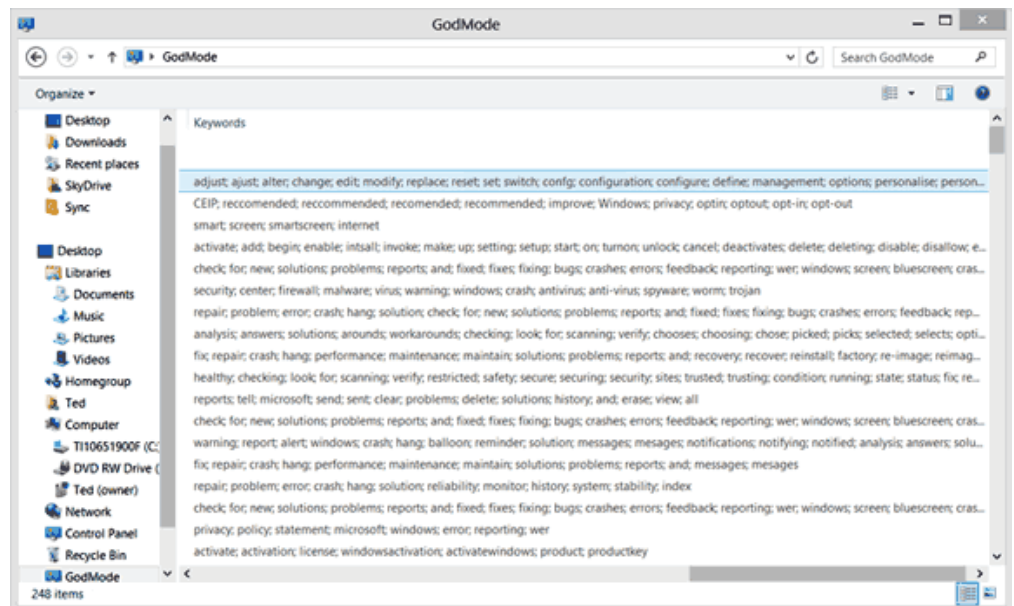 GodMode
GodMode
Search GodMode
Organize
Desktop
Downloads
Recent places
SkyDrive
Sync
Desktop
Libraries
Documents
Music
Pictures
Videos
Homegroup
Ted
Computer
TI10651900F (C:
DVD RW Drive (
Ted (owner)
Network
Control Panel
Recycle Bin
GodMode
Keywords
adjust; ajust; alter; change; edit; modify; replace; reset; set; switch; confg; configuration; configure; define; management; options; personalise; person...
CEIP; reccomended; reccommended; recomended; recommended; improve; Windows; privacy; optin; optout; opt-in; opt-out
smart; screen; smartscreen; internet
activate; add; begin; enable; intsall; invoke; make; up; setting; setup; start; on; turnon; unlock; cancel; deactivates; delete; deleting; disable; disallow; e...
check; for; new; solutions; problems; reports; and; fixed; fixes; fixing; bugs; crashes; errors; feedback; reporting; wer; windows; screen; bluescreen; cras...
security; center; firewall; malware; virus; warning; windows; crash; antivirus; anti-virus; spyware; worm; trojan
repair; problem; error; crash; hang; solution; check; for; new; solutions; problems; reports; and; fixed; fixes; fixing; bugs; crashes; errors; feedback; rep...
analysis; answers; solutions; arounds; workarounds; checking; look; for; scanning; verify; chooses; choosing; chose; picked; picks; selected; selects; opti...
fix; repair; crash; hang; performance; maintenance; maintain; solutions; problems; reports; and; recovery; recover; reinstall; factory; re-image; reimag...
healthy; checking; look; for; scanning; verify; restricted; safety; secure; securing; security; sites; trusted; trusting; condition; running; state; status; fix; re...
reports; tell; microsoft; send; sent; clear; problems; delete; solutions; history; and; erase; view; all
check; for; new; solutions; problems; reports; and; fixed; fixes; fixing; bugs; crashes; errors; feedback; reporting; wer; windows; screen; bluescreen; cras...
warning; report; alert; windows; crash; hang; balloon; reminder; solution; messages; mesages; notifications; notifying; notified; analysis; answers; solu...
fix; repair; crash; hang; performance; maintenance; maintain; solutions; problems; reports; and; messages; mesages
repair; problem; error; crash; hang; solution; reliability; monitor; history; system; stability; index
check; for; new; solutions; problems; reports; and; fixed; fixes; fixing; bugs; crashes; errors; feedback; reporting; wer; windows; screen; bluescreen; cras...
privacy; policy; statement; microsoft; windows; error; reporting; wer
activate; activation; license; windowsactivation; activatewindows; product; productkey
248 items